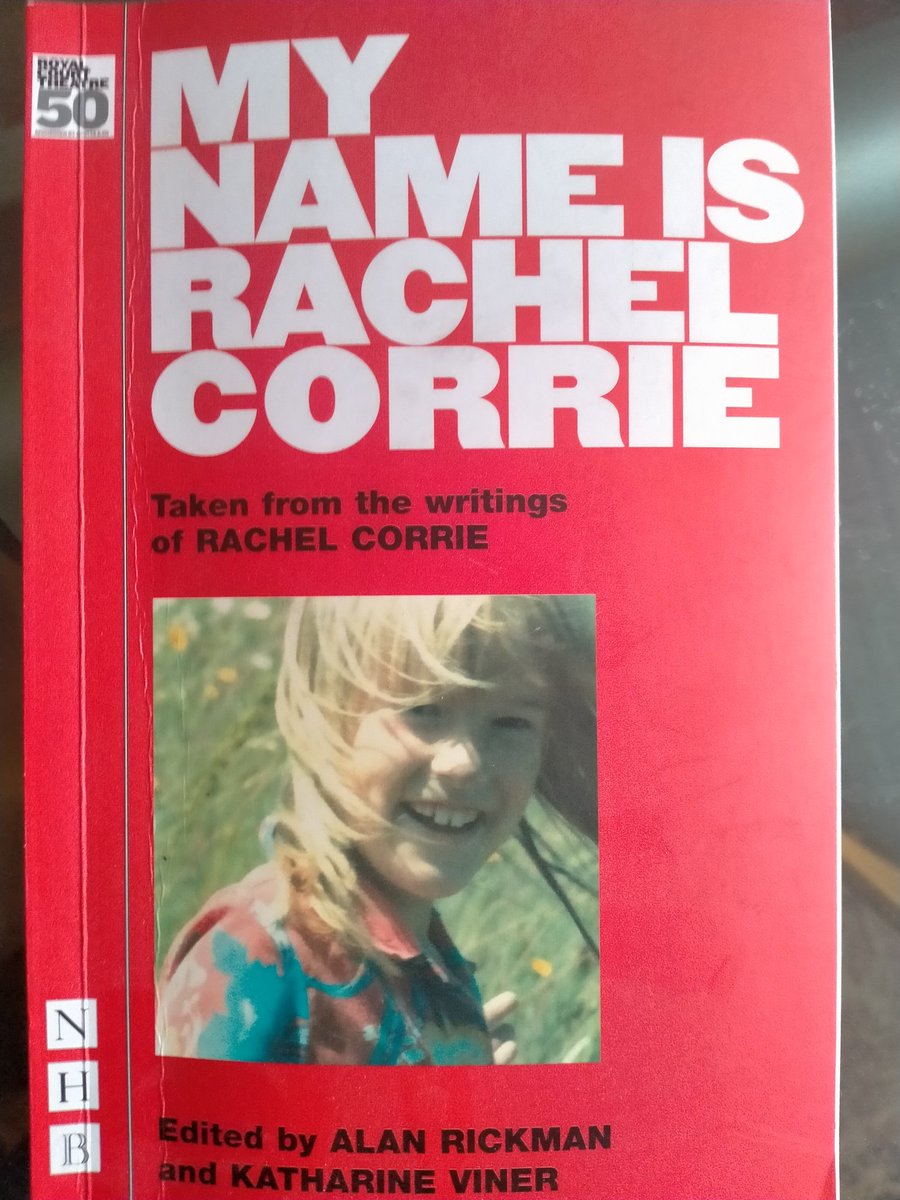 ROYAL
COURT
THEATRE
50
MY
NAME IS
RACHEL
CORRIE
Taken from the writings
of RACHEL CORRIE
N
H
B
Edited by ALAN RICKMAN
and KATHARINE VINER